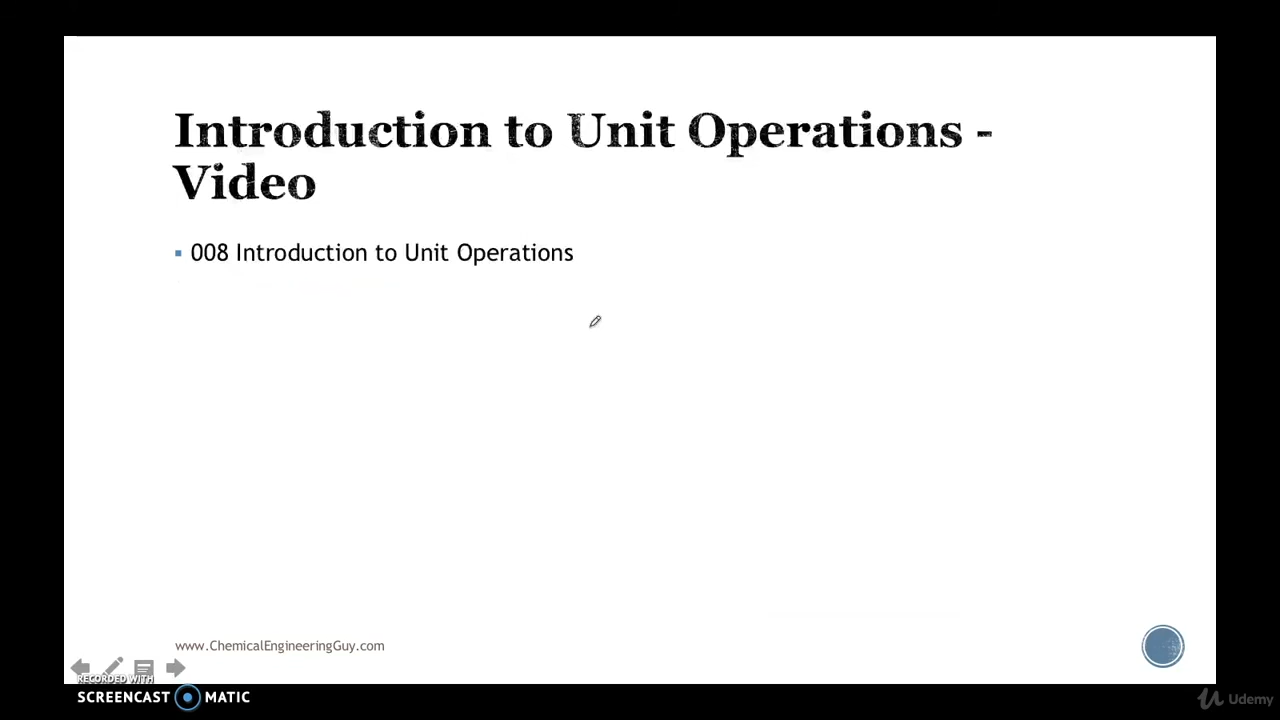 Introduction to Unit Operations -
Video
008 Introduction to Unit Operations
www.ChemicalEngineeringGuy.com
RECORDED WITH
SCREENCAST MATIC
Udemy